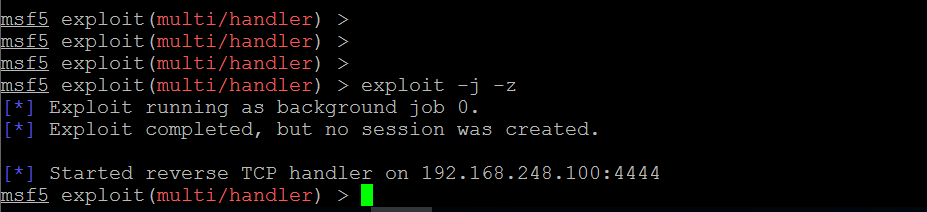 msf5 exploit(multi/handler) >
msf5 exploit(multi/handler) >
msf5 exploit(multi/handler) >
msf5 exploit(multi/handler) > exploit -j -z
[*] Exploit running as background job 0.
[*] Exploit completed, but no session was created.
[*] Started reverse TCP handler on 192.168.248.100:4444
msf5 exploit(multi/handler) >